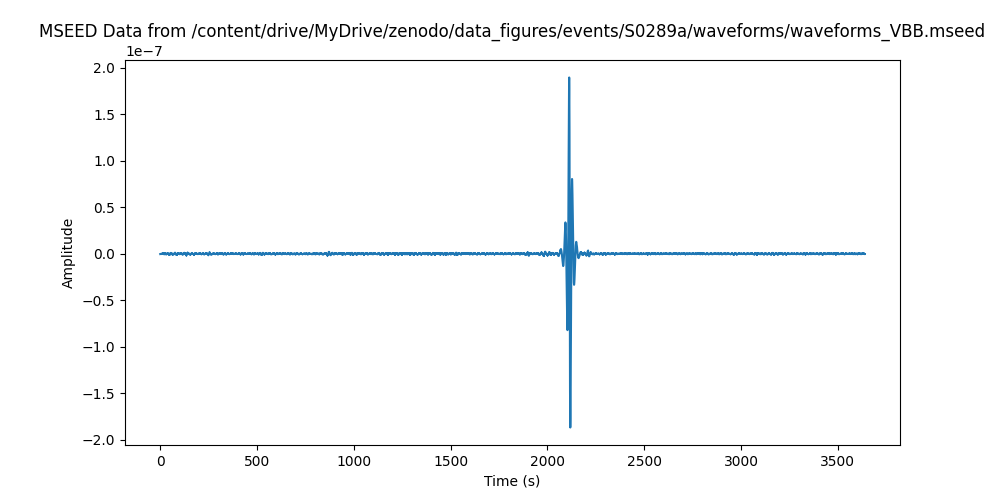 MSEED Data from /content/drive/MyDrive/zenodo/data_figures/events/S0289a/waveforms/waveforms_VBB.mseed
1e−7
2.0
1.5
1.0
0.5
0.0
−0.5
−1.0
−1.5
−2.0
Amplitude
0 500 1000 1500 2000 2500 3000 3500
Time (s)